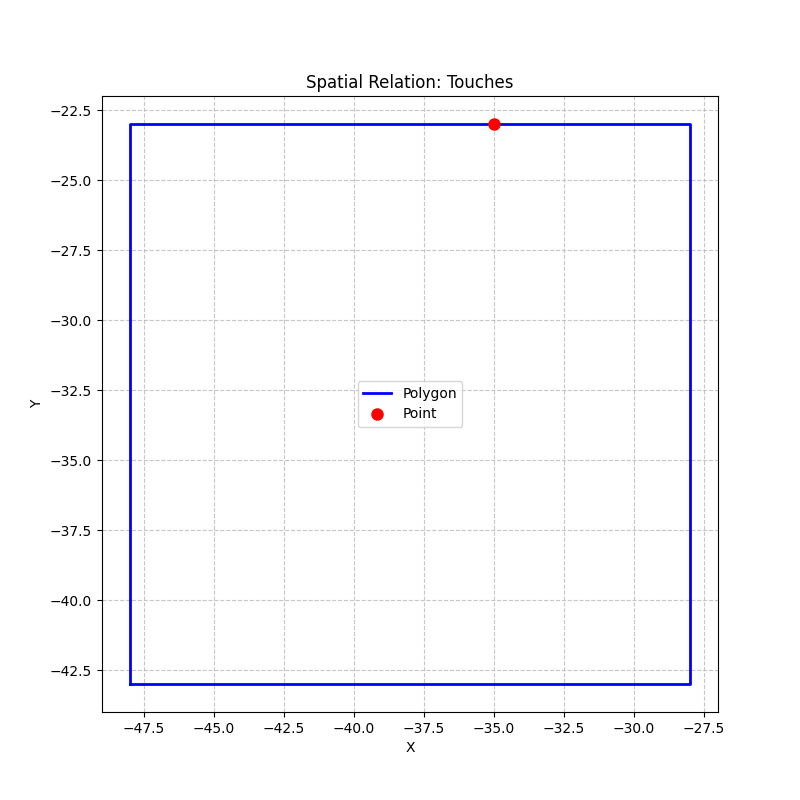 Spatial Relation: Touches
−22.5
−25.0
−27.5
−30.0
−32.5
−35.0
−37.5
−40.0
−42.5
Y
Polygon
Point
−47.5 −45.0 −42.5 −40.0 −37.5 −35.0 −32.5 −30.0 −27.5
X